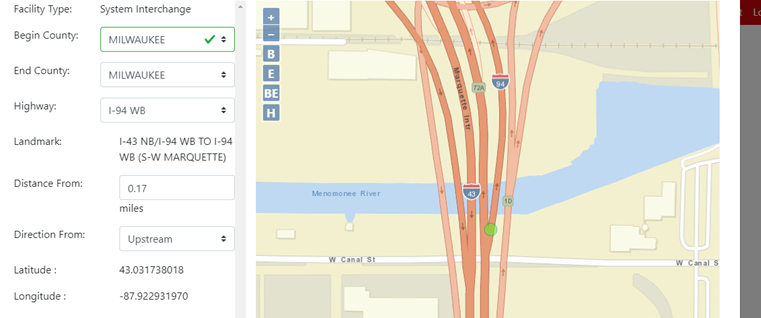 Facility Type: System Interchange
Begin County: MILWAUKEE
End County: MILWAUKEE
Highway: I-94 WB
Landmark: I-43 NB/I-94 WB TO I-94
WB (S-W MARQUETTE)
Distance From: 0.17
miles
Direction From: Upstream
Latitude : 43.031738018
Longitude : -87.922931970
+
−
B
E
BE
H
Marquette Intr
72A
94
43
1D
Menomonee River
W Canal St
W Canal S